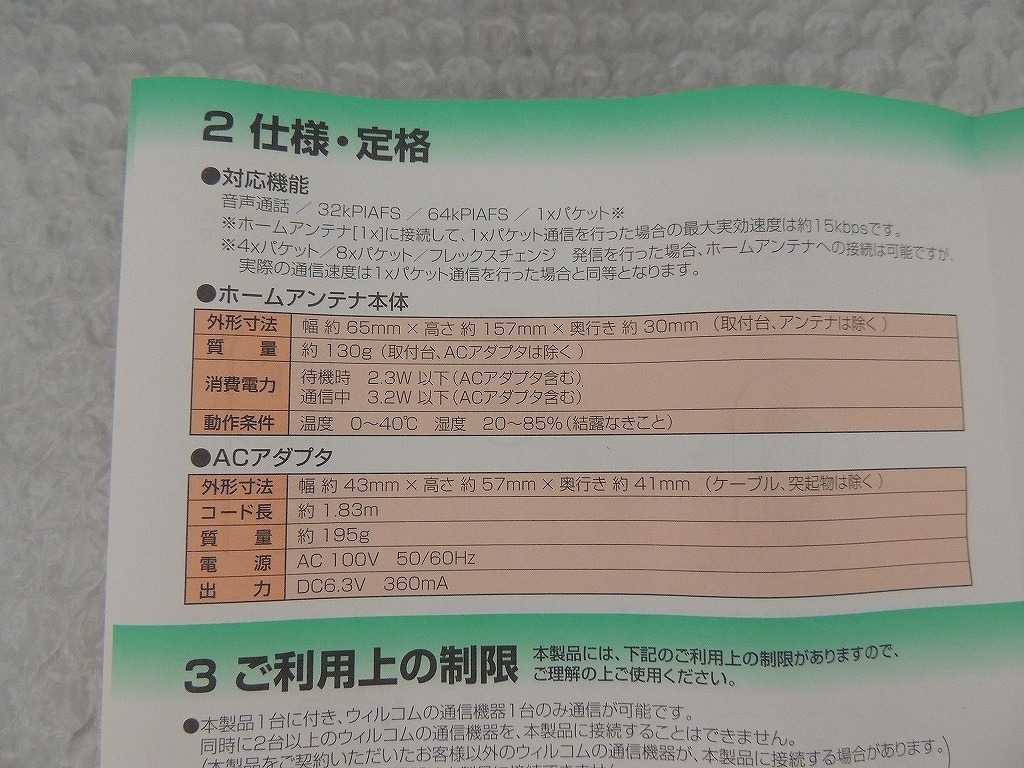 2 仕様・定格
●対応機能
音声通話 ／ 32kPIAFS ／ 64kPIAFS ／ 1xパケット※
※ホームアンテナ[1x]に接続して、1xパケット通信を行った場合の最大実効速度は約15kbpsです。
※4xパケット／8xパケット／フレックスチェンジ 発信を行った場合、ホームアンテナへの接続は可能ですが、
実際の通信速度は1xパケット通信を行った場合と同等となります。
●ホームアンテナ本体
外形寸法 幅 約 65mm × 高さ 約 157mm × 奥行き 約 30mm （取付台、アンテナは除く）
質 量 約 130g（取付台、ACアダプタは除く）
消費電力 待機時 2.3W 以下（ACアダプタ含む）、
通信中 3.2W 以下（ACアダプタ含む）
動作条件 温度 0～40℃ 湿度 20～85%（結露なきこと）
●ACアダプタ
外形寸法 幅 約 43mm × 高さ 約 57mm × 奥行き 約 41mm （ケーブル、突起物は除く）
コード長 約 1.83m
質 量 約 195g
電 源 AC 100V 50/60Hz
出 力 DC6.3V 360mA
3 ご利用上の制限
本製品には、下記のご利用上の制限がありますので、
ご理解の上ご使用ください。
●本製品1台に付き、ウィルコムの通信機器1台のみ通信が可能です。
同時に2台以上のウィルコムの通信機器を、本製品に接続することはできません。
（本製品をご契約いただいたお客様以外のウィルコムの通信機器が、本製品に接続する場合があります。）